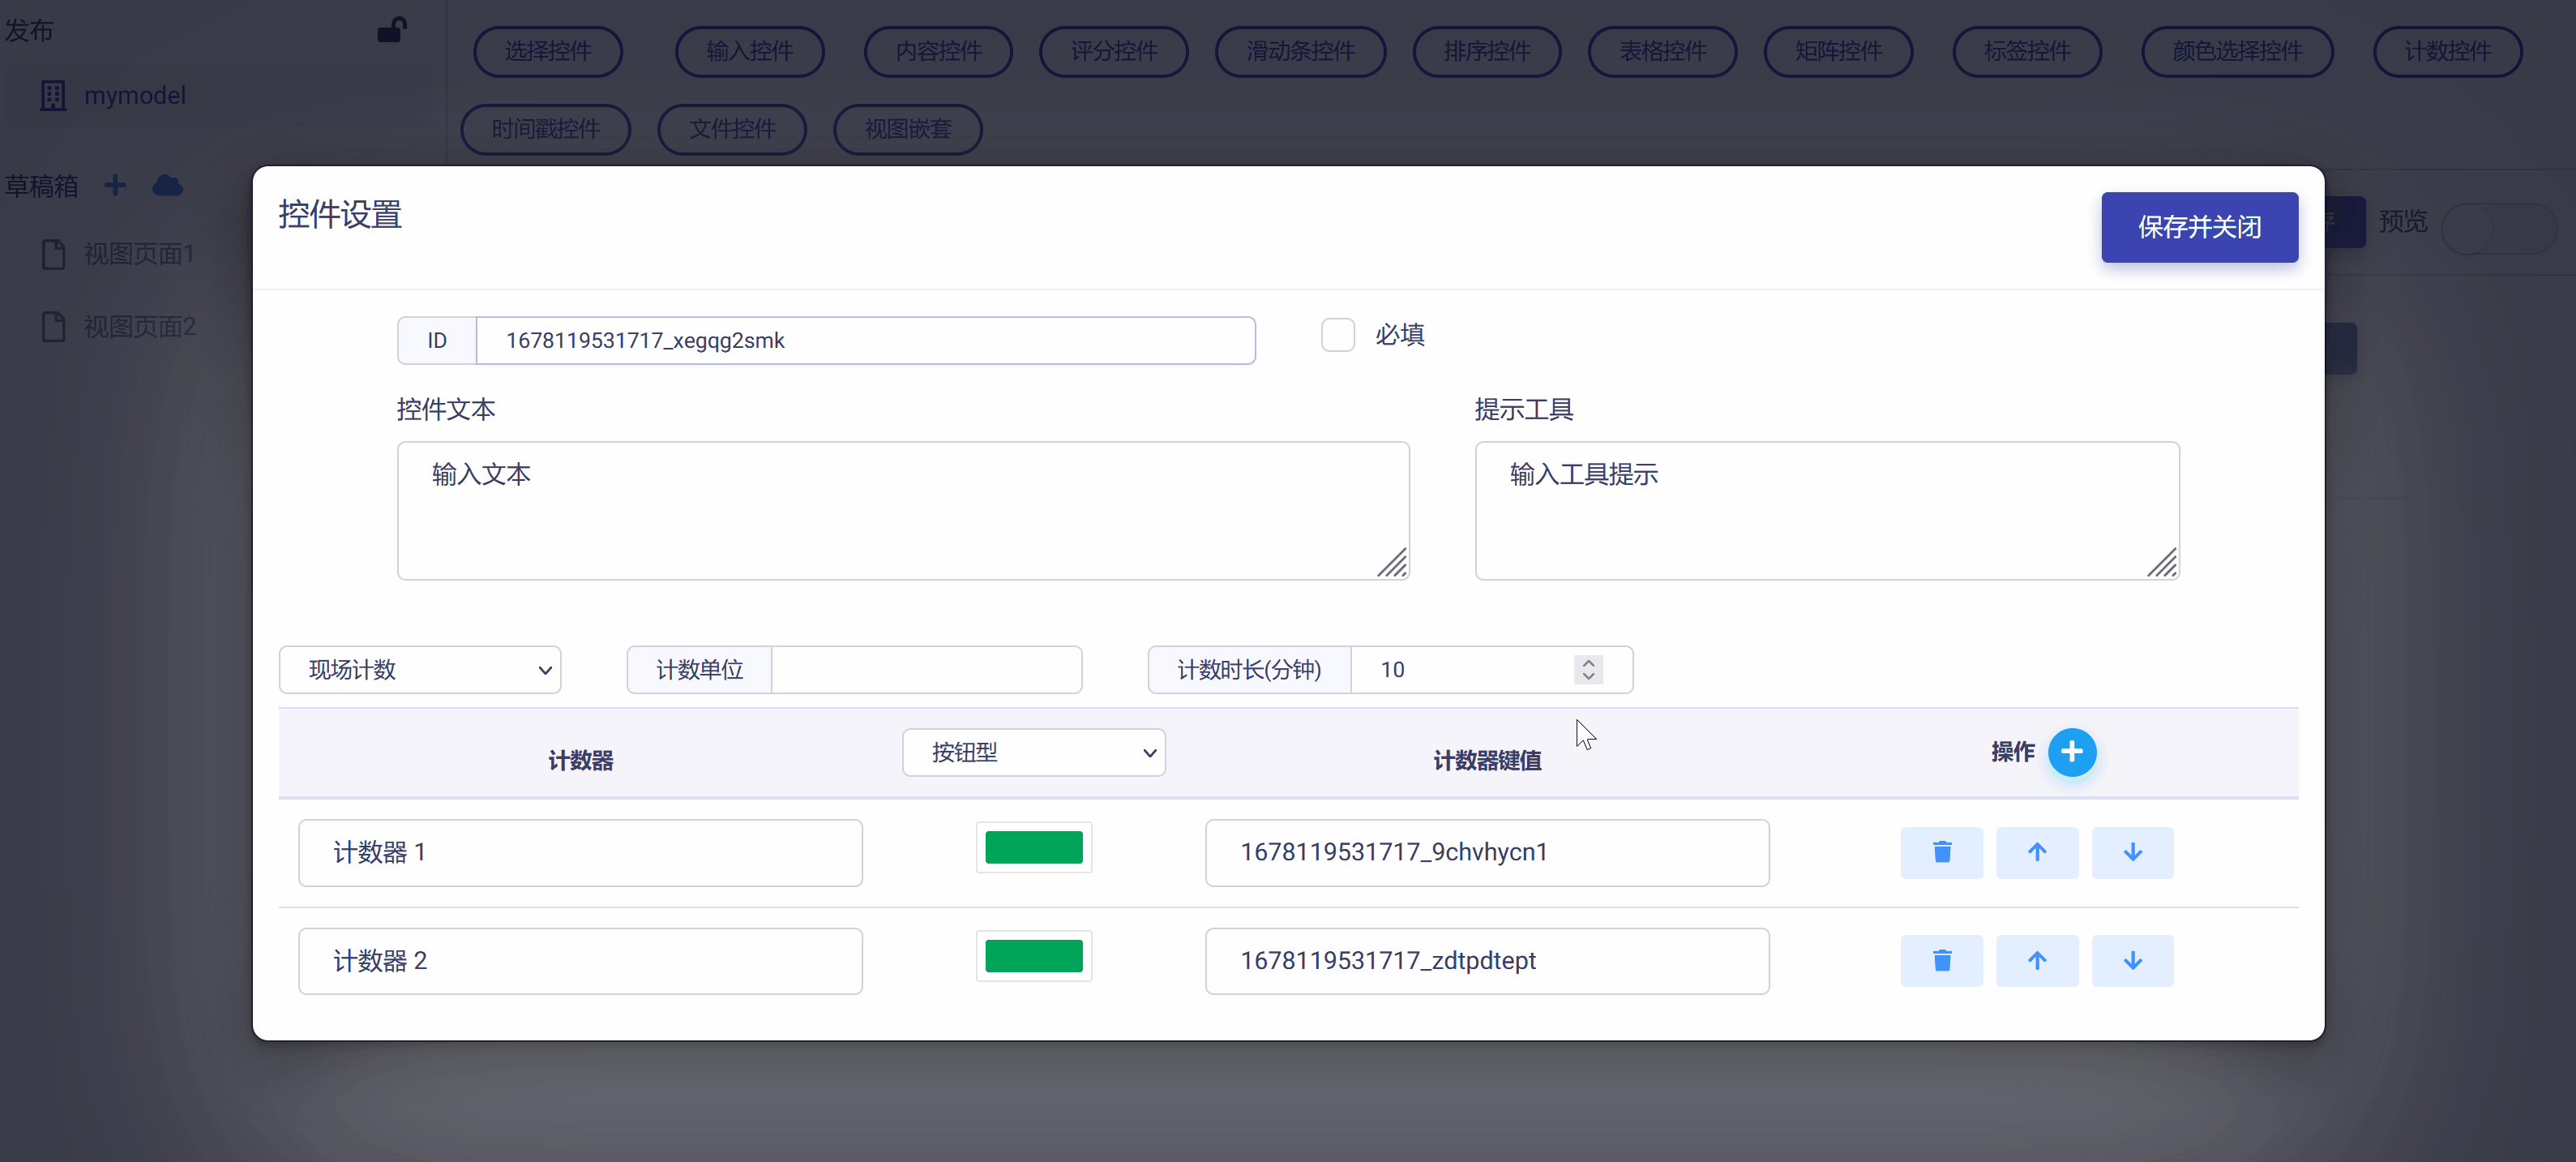 发布
选择控件 输入控件 内容控件 评分控件 滑动条控件 排序控件 表格控件 矩阵控件 标签控件 颜色选择控件 计数控件
mymodel
时间戳控件 文件控件 视图嵌套
草稿箱
控件设置
保存并关闭
存 预览
视图页面1
视图页面2
ID 1678119531717_xegqg2smk
必填
控件文本
提示工具
输入文本
输入工具提示
现场计数
计数单位
计数时长(分钟) 10
计数器 按钮型 计数器键值 操作
计数器 1 1678119531717_9chvhycn1
计数器 2 1678119531717_zdtpdtept